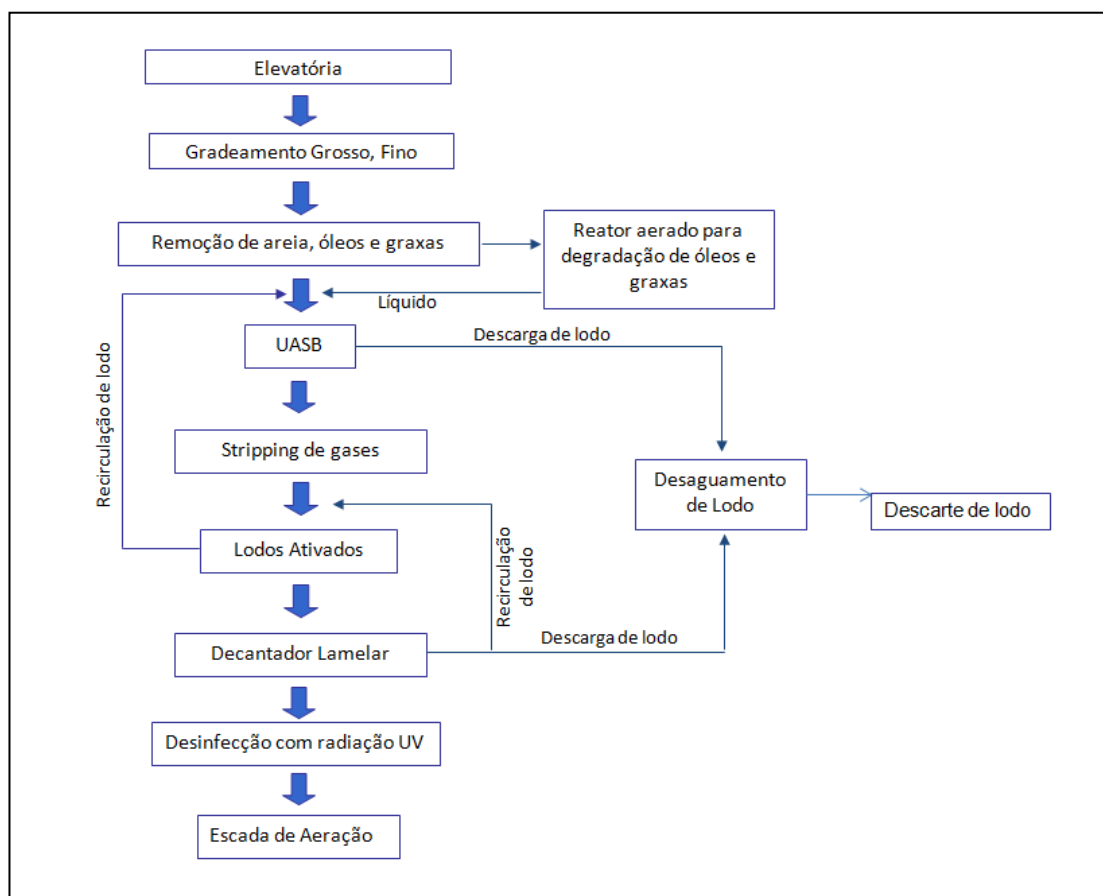 Elevatória
Gradeamento Grosso, Fino
Remoção de areia, óleos e graxas
Reator aerado para
degradação de óleos e
graxas
Líquido
UASB
Descarga de lodo
Recirculação de lodo
Stripping de gases
Desaguamento
de Lodo
Descarte de lodo
Lodos Ativados
Recirculação
de lodo
Decantador Lamelar
Descarga de lodo
Desinfecção com radiação UV
Escada de Aeração